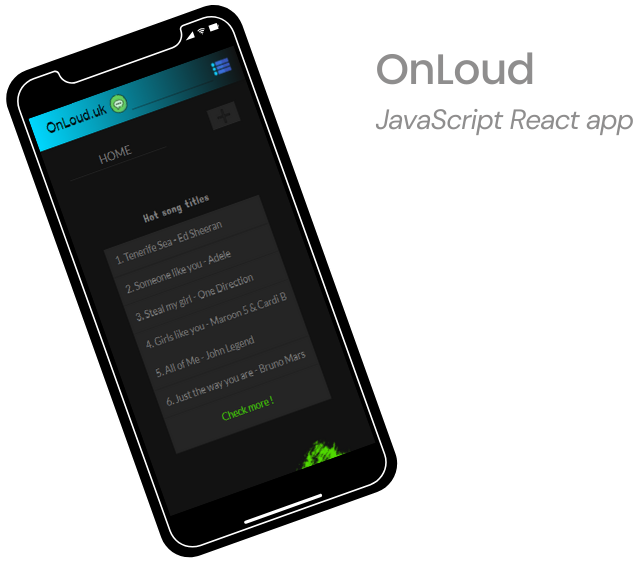 OnLoud
JavaScript React app
OnLoud.uk
HOME
Hot song titles
1. Tenerife Sea - Ed Sheeran
2. Someone like you - Adele
3. Steal my girl - One Direction
4. Girls like you - Maroon 5 & Cardi B
5. All of Me - John Legend
6. Just the way you are - Bruno Mars
Check more !